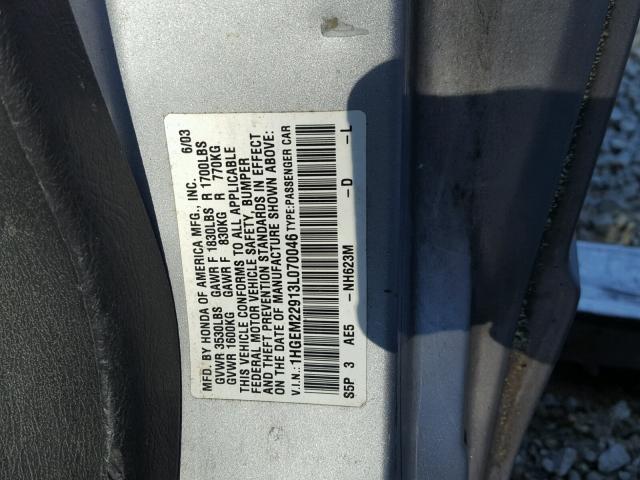 MFD. BY HONDA OF AMERICA MFG., INC. 6/03
GVWR 3530LBS GAWR F 1830LBS R 1700LBS
GVWR 1600KG GAWR F 830KG R 770KG
THIS VEHICLE CONFORMS TO ALL APPLICABLE
FEDERAL MOTOR VEHICLE SAFETY, BUMPER
AND THEFT PREVENTION STANDARDS IN EFFECT
ON THE DATE OF MANUFACTURE SHOWN ABOVE.
V.I.N.: 1HGEM22913L070046 TYPE: PASSENGER CAR
S5P 3 AE5 -NH623M -D -L